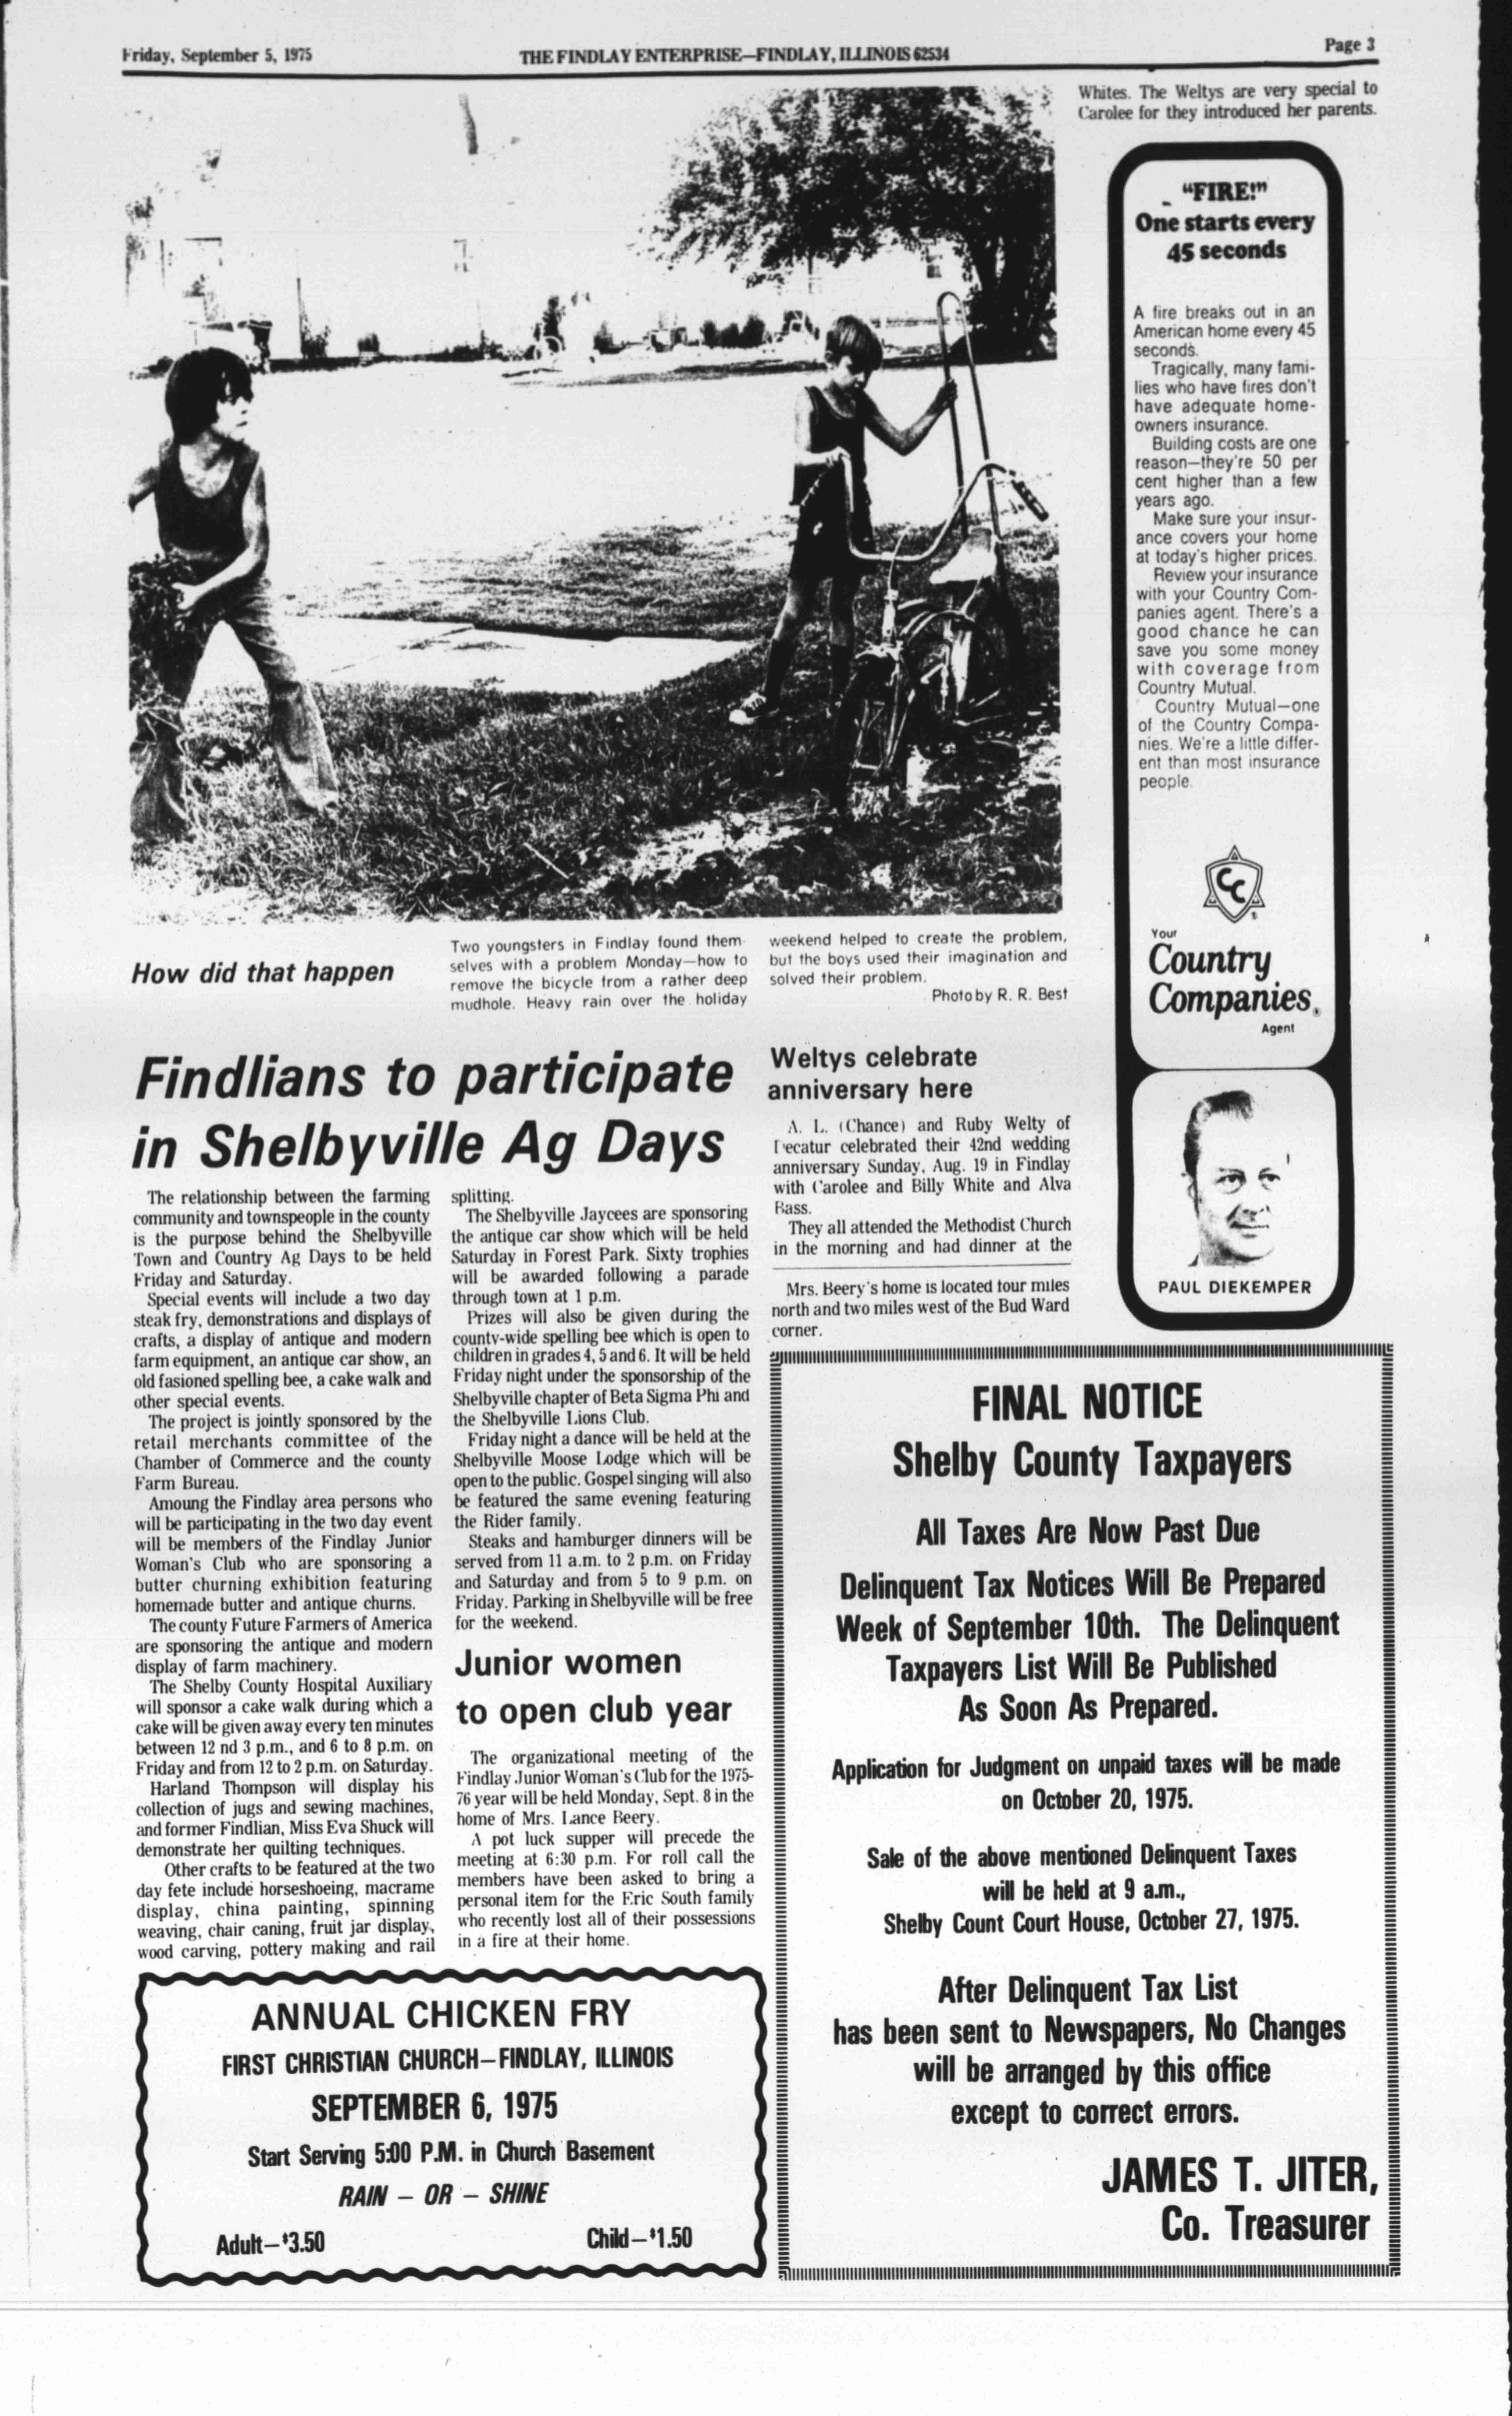 Friday, September 5, 1975
THE FINDLAY ENTERPRISE—FINDLAY, ILLINOIS 62534
Page 3
How did that happen
Two youngsters in Findlay found them-
selves with a problem Monday—how to
remove the bicycle from a rather deep
mudhole. Heavy rain over the holiday
weekend helped to create the problem,
but the boys used their imagination and
solved their problem.
Photo by R. R. Best
Findlians to participate
in Shelbyville Ag Days
The relationship between the farming
community and townspeople in the county
is the purpose behind the Shelbyville
Town and Country Ag Days to be held
Friday and Saturday.
Special events will include a two day
steak fry, demonstrations and displays of
crafts, a display of antique and modern
farm equipment, an antique car show, an
old fasioned spelling bee, a cake walk and
other special events.
The project is jointly sponsored by the
retail merchants committee of the
Chamber of Commerce and the county
Farm Bureau.
Amoung the Findlay area persons who
will be participating in the two day event
will be members of the Findlay Junior
Woman's Club who are sponsoring a
butter churning exhibition featuring
homemade butter and antique churns.
The county Future Farmers of America
are sponsoring the antique and modern
display of farm machinery.
The Shelby County Hospital Auxiliary
will sponsor a cake walk during which a
cake will be given away every ten minutes
between 12 nd 3 p.m., and 6 to 8 p.m. on
Friday and from 12 to 2 p.m. on Saturday.
Harland Thompson will display his
collection of jugs and sewing machines,
and former Findlian, Miss Eva Shuck will
demonstrate her quilting techniques.
Other crafts to be featured at the two
day fete include horseshoeing, macrame
display, china painting, spinning
weaving, chair caning, fruit jar display,
wood carving, pottery making and rail
splitting.
The Shelbyville Jaycees are sponsoring
the antique car show which will be held
Saturday in Forest Park. Sixty trophies
will be awarded following a parade
through town at 1 p.m.
Prizes will also be given during the
county-wide spelling bee which is open to
children in grades 4, 5 and 6. It will be held
Friday night under the sponsorship of the
Shelbyville chapter of Beta Sigma Phi and
the Shelbyville Lions Club.
Friday night a dance will be held at the
Shelbyville Moose Lodge which will be
open to the public. Gospel singing will also
be featured the same evening featuring
the Rider family.
Steaks and hamburger dinners will be
served from 11 a.m. to 2 p.m. on Friday
and Saturday and from 5 to 9 p.m. on
Friday. Parking in Shelbyville will be free
for the weekend.
Junior women
to open club year
The organizational meeting of the
Findlay Junior Woman's Club for the 1975-
76 year will be held Monday, Sept. 8 in the
home of Mrs. Lance Beery.
A pot luck supper will precede the
meeting at 6:30 p.m. For roll call the
members have been asked to bring a
personal item for the Eric South family
who recently lost all of their possessions
in a fire at their home.
Mrs. Beery's home is located tour miles
north and two miles west of the Bud Ward
corner.
Weltys celebrate
anniversary here
A. L. (Chance) and Ruby Welty of
Decatur celebrated their 42nd wedding
anniversary Sunday, Aug. 19 in Findlay
with Carolee and Billy White and Alva
Bass.
They all attended the Methodist Church
in the morning and had dinner at the
Whites. The Weltys are very special to
Carolee for they introduced her parents.
"FIRE!"
One starts every
45 seconds
A fire breaks out in an
American home every 45
seconds.
Tragically, many fami-
lies who have fires don't
have adequate home-
owners insurance.
Building costs are one
reason—they're 50 per
cent higher than a few
years ago.
Make sure your insur-
ance covers your home
at today's higher prices.
Review your insurance
with your Country Com-
panies agent. There's a
good chance he can
save you some money
with coverage from
Country Mutual.
Country Mutual—one
of the Country Compa-
nies. We're a little differ-
ent than most insurance
people.
CC
®
Your
Country
Companies®
Agent
PAUL DIEKEMPER
ANNUAL CHICKEN FRY
FIRST CHRISTIAN CHURCH—FINDLAY, ILLINOIS
SEPTEMBER 6, 1975
Start Serving 5:00 P.M. in Church Basement
RAIN — OR — SHINE
Adult—$3.50
Child—$1.50
FINAL NOTICE
Shelby County Taxpayers
All Taxes Are Now Past Due
Delinquent Tax Notices Will Be Prepared
Week of September 10th. The Delinquent
Taxpayers List Will Be Published
As Soon As Prepared.
Application for Judgment on unpaid taxes will be made
on October 20, 1975.
Sale of the above mentioned Delinquent Taxes
will be held at 9 a.m.,
Shelby Count Court House, October 27, 1975.
After Delinquent Tax List
has been sent to Newspapers, No Changes
will be arranged by this office
except to correct errors.
JAMES T. JITER,
Co. Treasurer